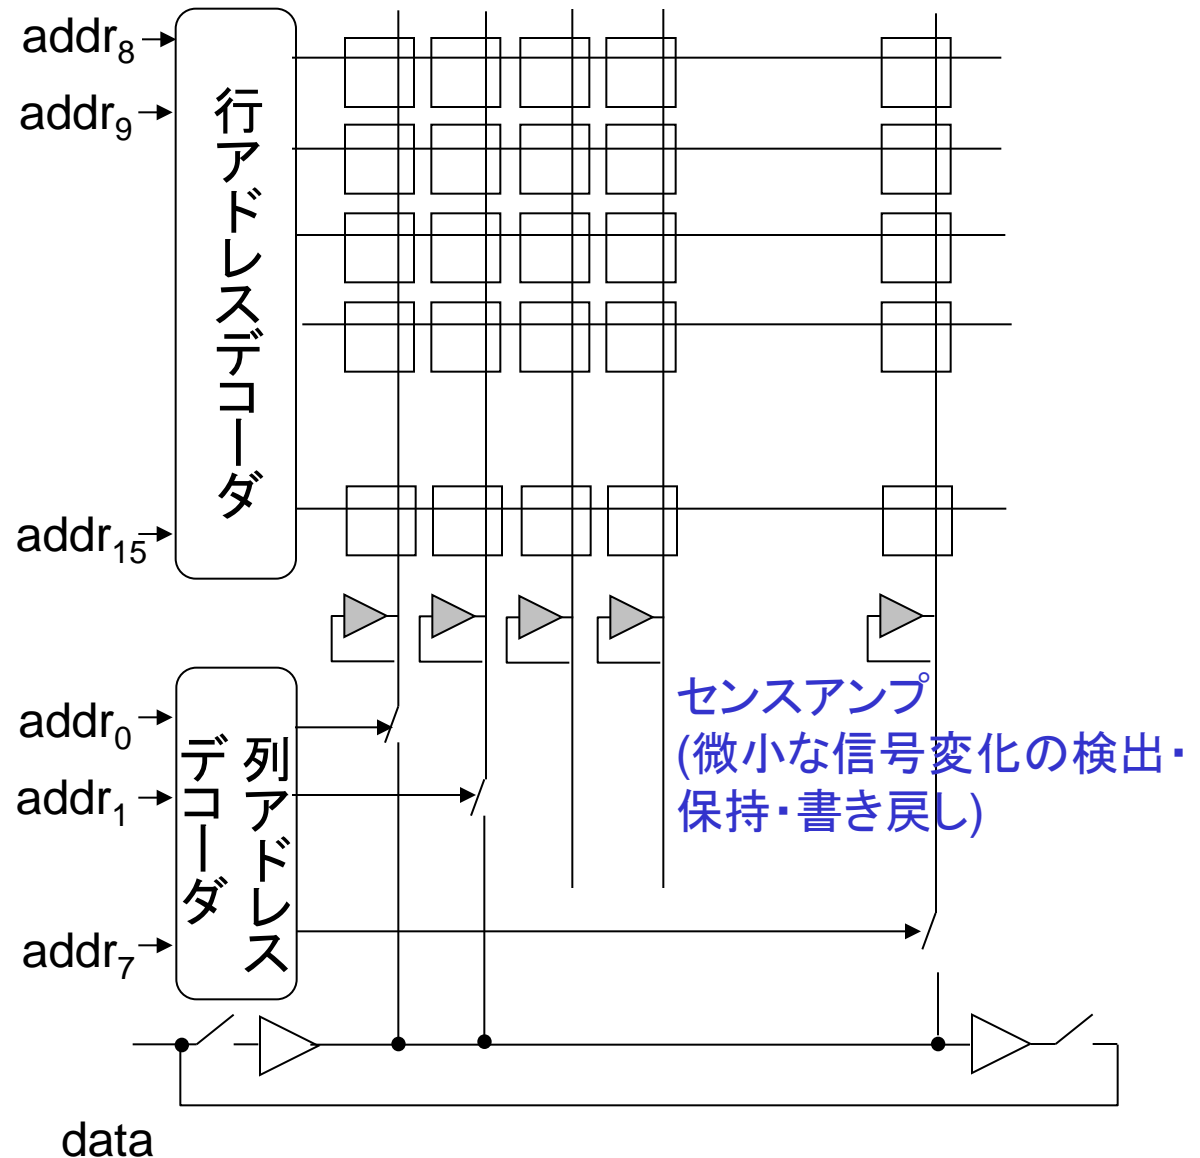 addr8
addr9
行アドレスデコーダ
addr15
センスアンプ
(微小な信号変化の検出・
保持・書き戻し)
addr0
addr1
列アドレス
デコーダ
addr7
data